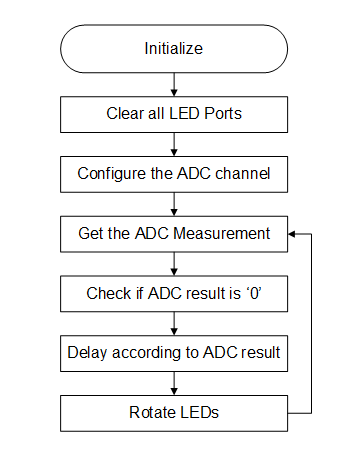 Initialize
Clear all LED Ports
Configure the ADC channel
Get the ADC Measurement
Check if ADC result is ‘0’
Delay according to ADC result
Rotate LEDs